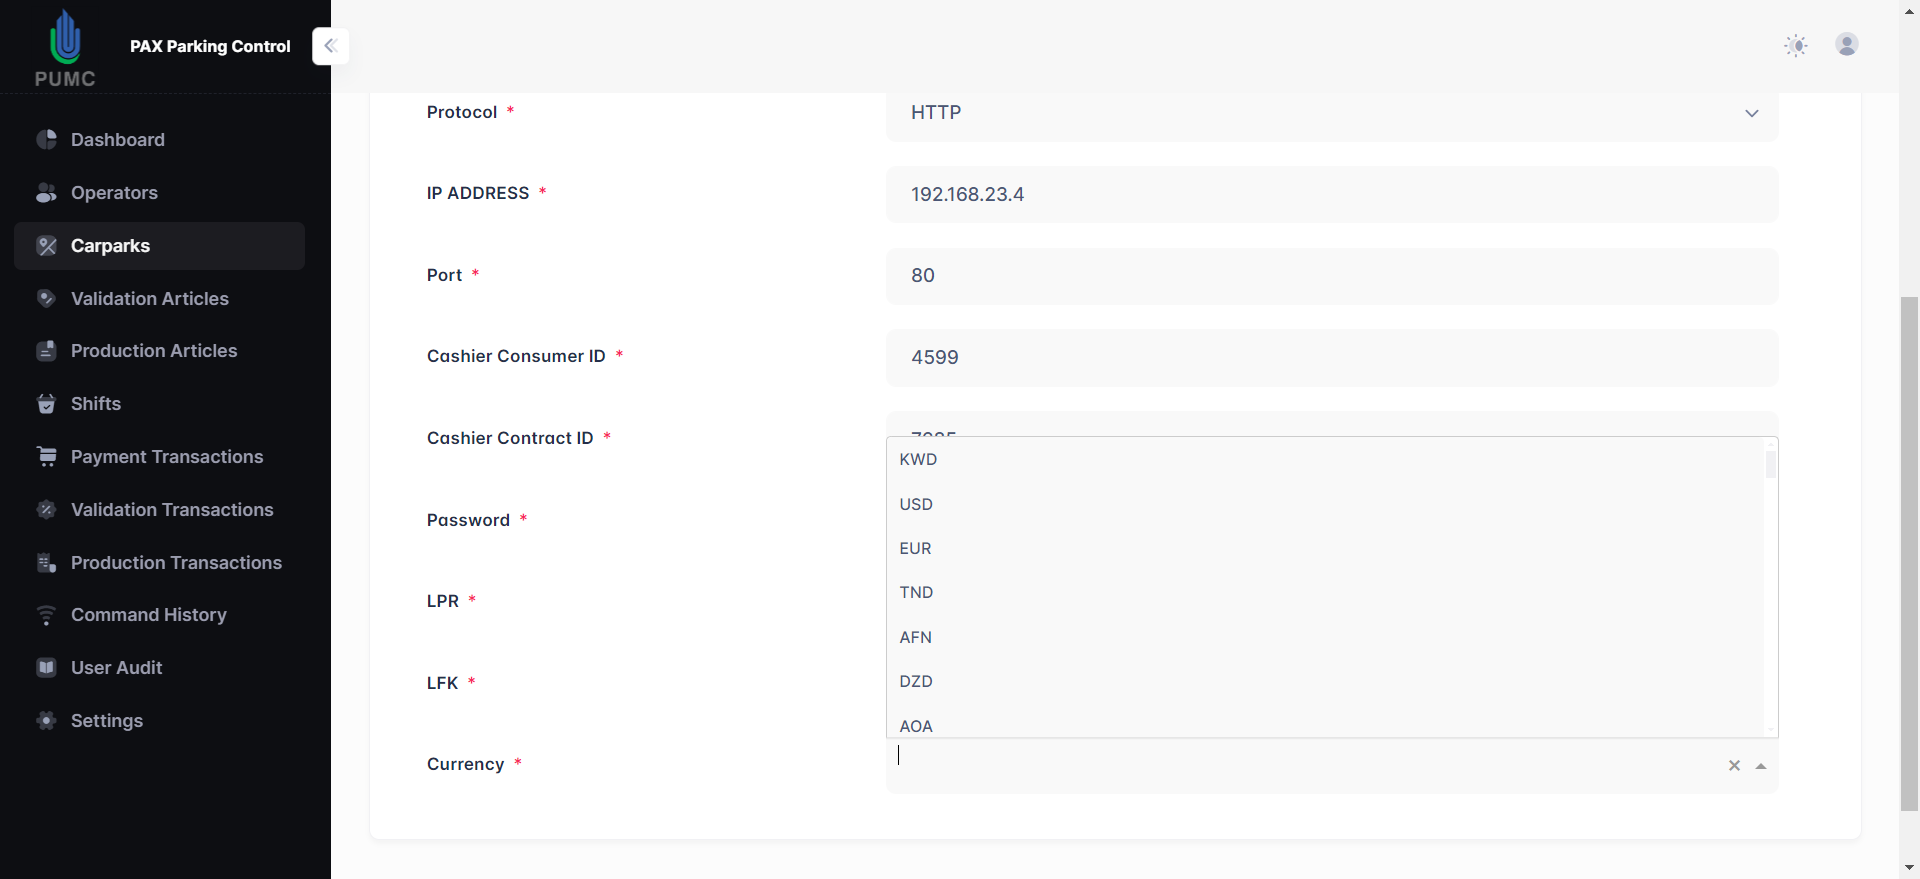 PUMC
PAX Parking Control
Dashboard
Operators
Carparks
Validation Articles
Production Articles
Shifts
Payment Transactions
Validation Transactions
Production Transactions
Command History
User Audit
Settings
Protocol *
HTTP
IP ADDRESS *
192.168.23.4
Port *
80
Cashier Consumer ID *
4599
Cashier Contract ID *
KWD
USD
EUR
TND
AFN
DZD
AOA
Password *
LPR *
LFK *
Currency *